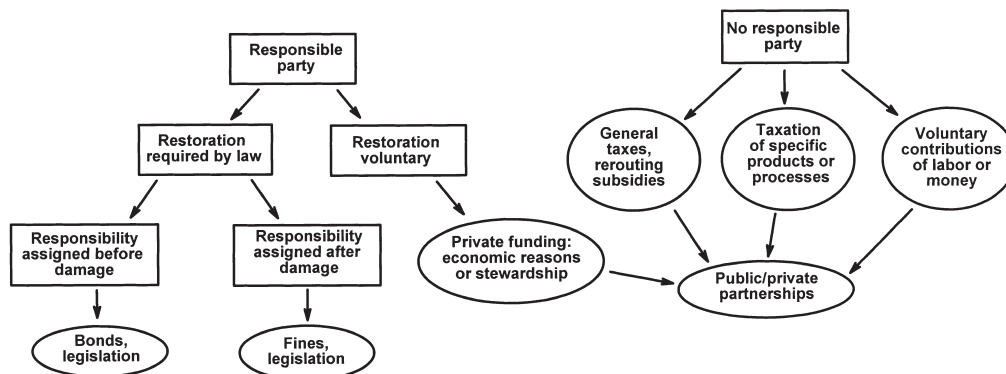 Responsible
party
No responsible
party
Restoration
required by law
Restoration
voluntary
General
taxes,
rerouting
subsidies
Taxation
of specific
products or
processes
Voluntary
contributions
of labor or
money
Responsibility
assigned before
damage
Responsibility
assigned after
damage
Private funding:
economic reasons
or stewardship
Public/private
partnerships
Bonds,
legislation
Fines,
legislation